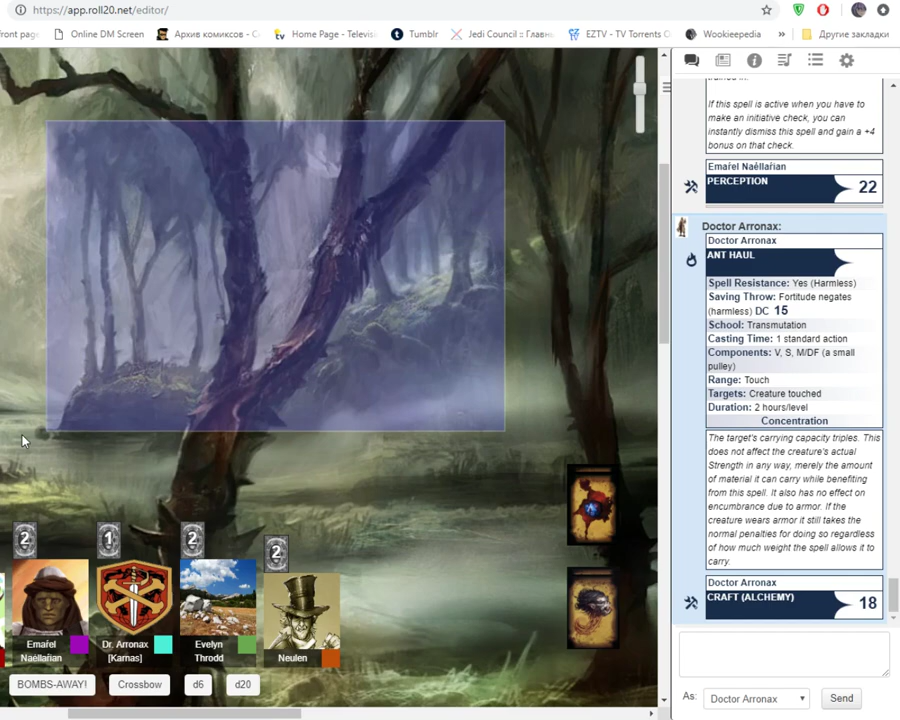 https://app.roll20.net/editor/
front page
Online DM Screen
Архив комиксов - С
tv
Home Page - Televis
t
Tumblr
Jedi Council :: Главн
EZTV - TV Torrents O
Wookieepedia
»
Другие закладки
If this spell is active when you have to
make an initiative check, you can
instantly dismiss this spell and gain a +4
bonus on that check.
Emařel Naéllařian
PERCEPTION
22
Doctor Arronax:
Doctor Arronax
ANT HAUL
Spell Resistance: Yes (Harmless)
Saving Throw: Fortitude negates
(harmless) DC 15
School: Transmutation
Casting Time: 1 standard action
Components: V, S, M/DF (a small
pulley)
Range: Touch
Targets: Creature touched
Duration: 2 hours/level
Concentration
The target's carrying capacity triples. This
does not affect the creature's actual
Strength in any way, merely the amount
of material it can carry while benefiting
from this spell. It also has no effect on
encumbrance due to armor. If the
creature wears armor it still takes the
normal penalties for doing so regardless
of how much weight the spell allows it to
carry.
Doctor Arronax
CRAFT (ALCHEMY)
18
2
1
2
2
Emařel
Naéllařian
Dr. Arronax
[Karnas]
Evelyn
Throdd
Neulen
BOMBS-AWAY!
Crossbow
d6
d20
As:
Doctor Arronax
Send